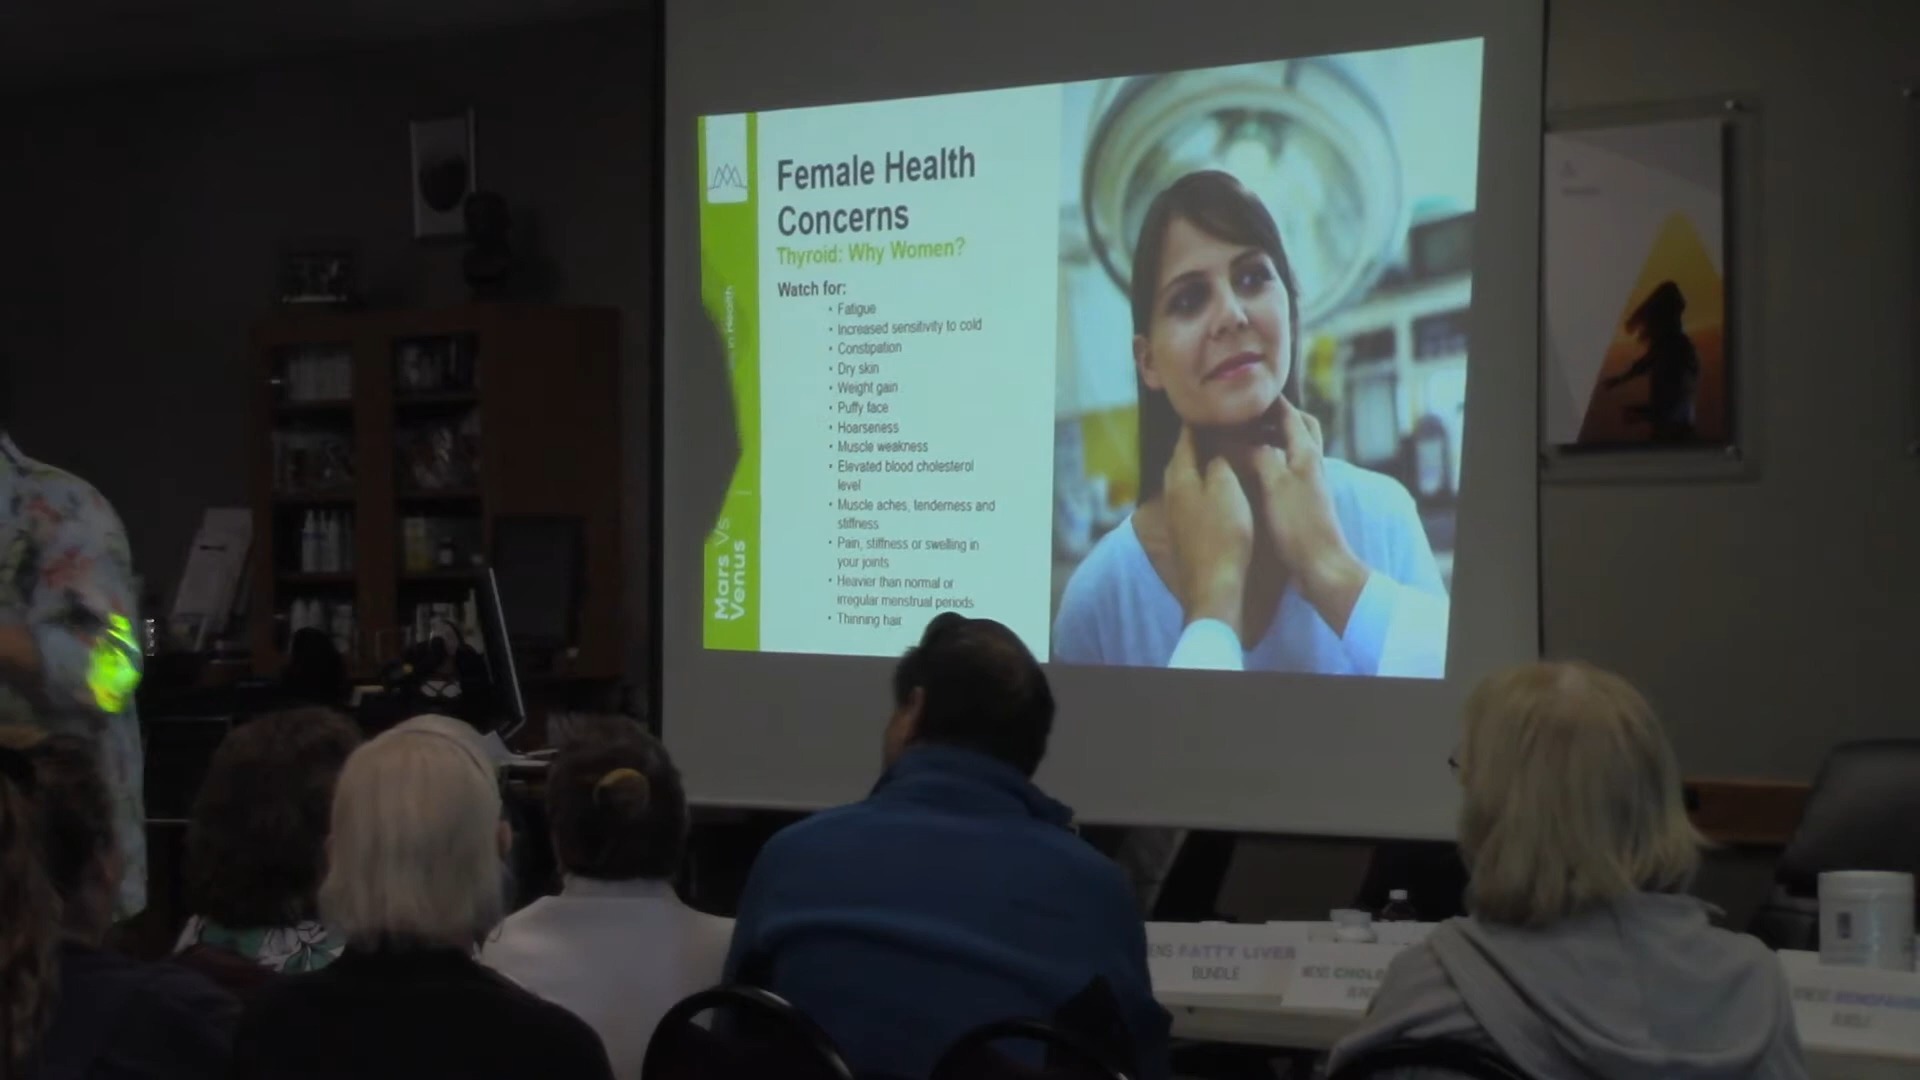 Female Health
Concerns
Thyroid: Why Women?
Watch for:
• Fatigue
• Increased sensitivity to cold
• Constipation
• Dry skin
• Weight gain
• Puffy face
• Hoarseness
• Muscle weakness
• Elevated blood cholesterol
level
• Muscle aches, tenderness and
stiffness
• Pain, stiffness or swelling in
your joints
• Heavier than normal or
irregular menstrual periods
• Thinning hair
in Health
Mars Vs
Venus
FATTY LIVER
BUNDLE